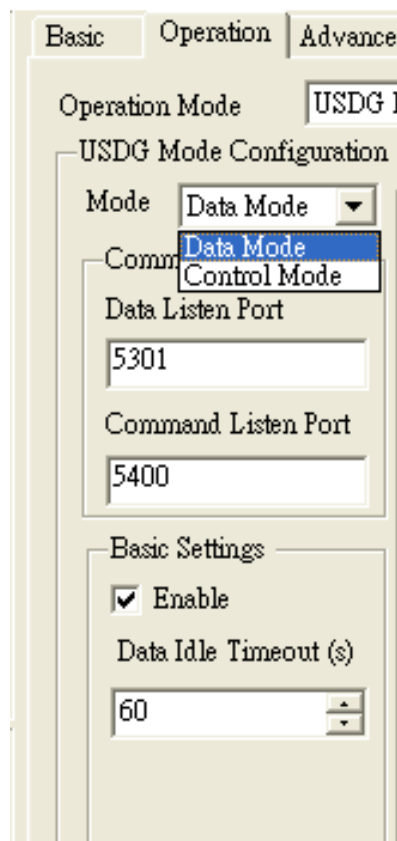 Basic Operation Advance
Operation Mode USDG
USDG Mode Configuration
Mode Data Mode
Data Mode
Comm
Control Mode
Data Listen Port
5301
Command Listen Port
5400
Basic Settings
Enable
Data Idle Timeout (s)
60